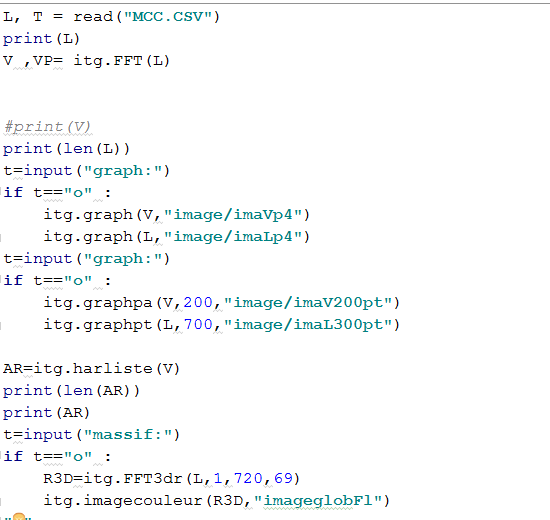 L, T = read("MCC.CSV")
print(L)
V ,VP= itg.FFT(L)
#print(V)
print(len(L))
t=input("graph:")
if t=="o" :
    itg.graph(V,"image/imaVp4")
    itg.graph(L,"image/imaLp4")
t=input("graph:")
if t=="o" :
    itg.graphpa(V,200,"image/imaV200pt")
    itg.graphpt(L,700,"image/imaL300pt")
AR=itg.harliste(V)
print(len(AR))
print(AR)
t=input("massif:")
if t=="o" :
    R3D=itg.FFT3dr(L,1,720,69)
    itg.imagecouleur(R3D,"imageglobFl")